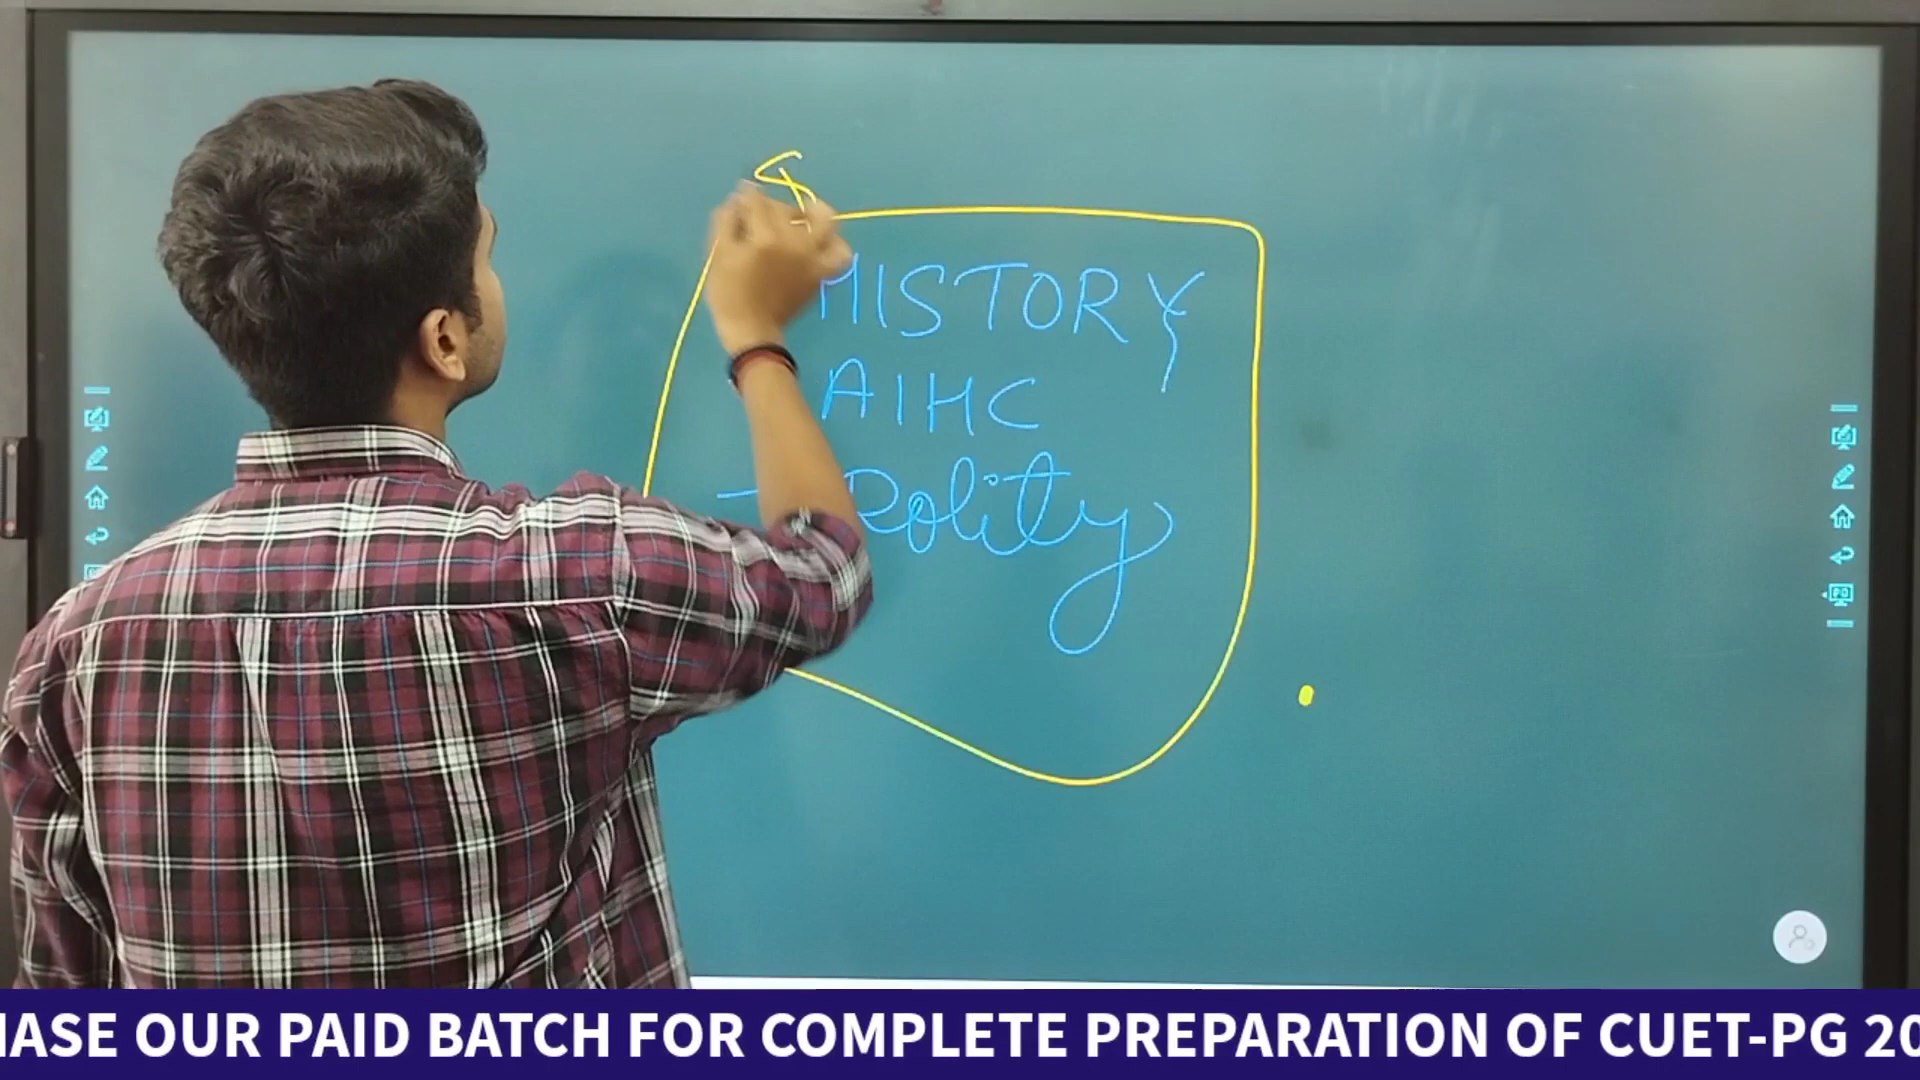 HISTORY
AIHC
Polity
HASE OUR PAID BATCH FOR COMPLETE PREPARATION OF CUET-PG 20